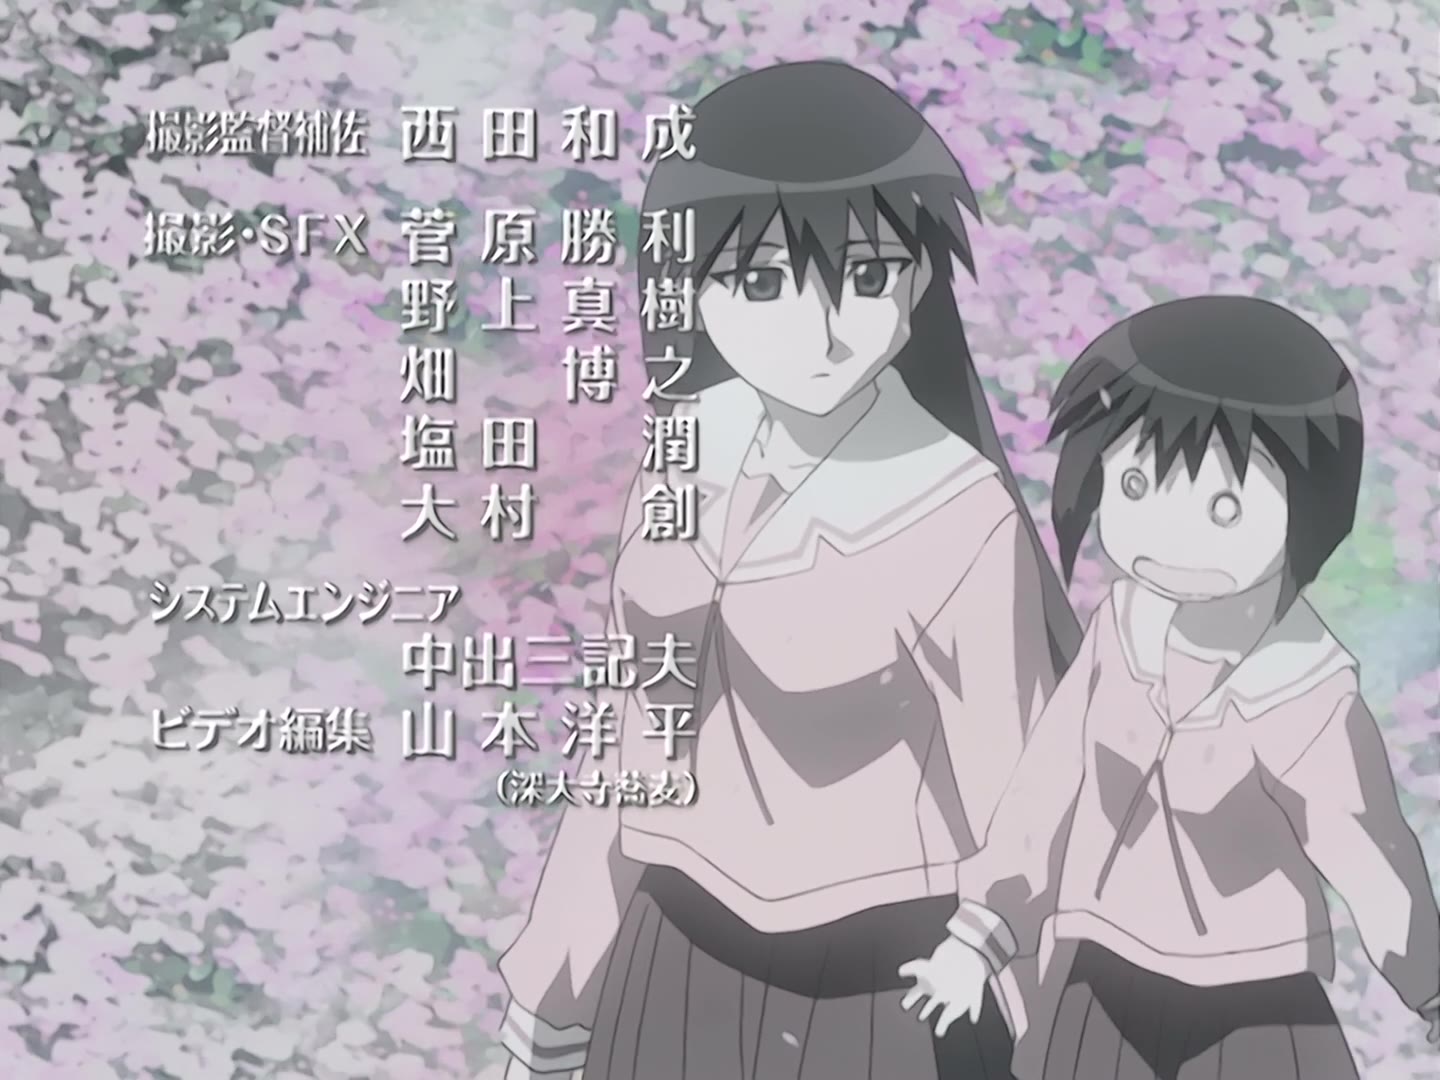 撮影監督補佐 西田和成
撮影・SFX 菅原勝利
野上真樹
畑博之
塩田潤
大村創
システムエンジニア
中出三記夫
ビデオ編集 山本洋平
(深大寺蕎麦)